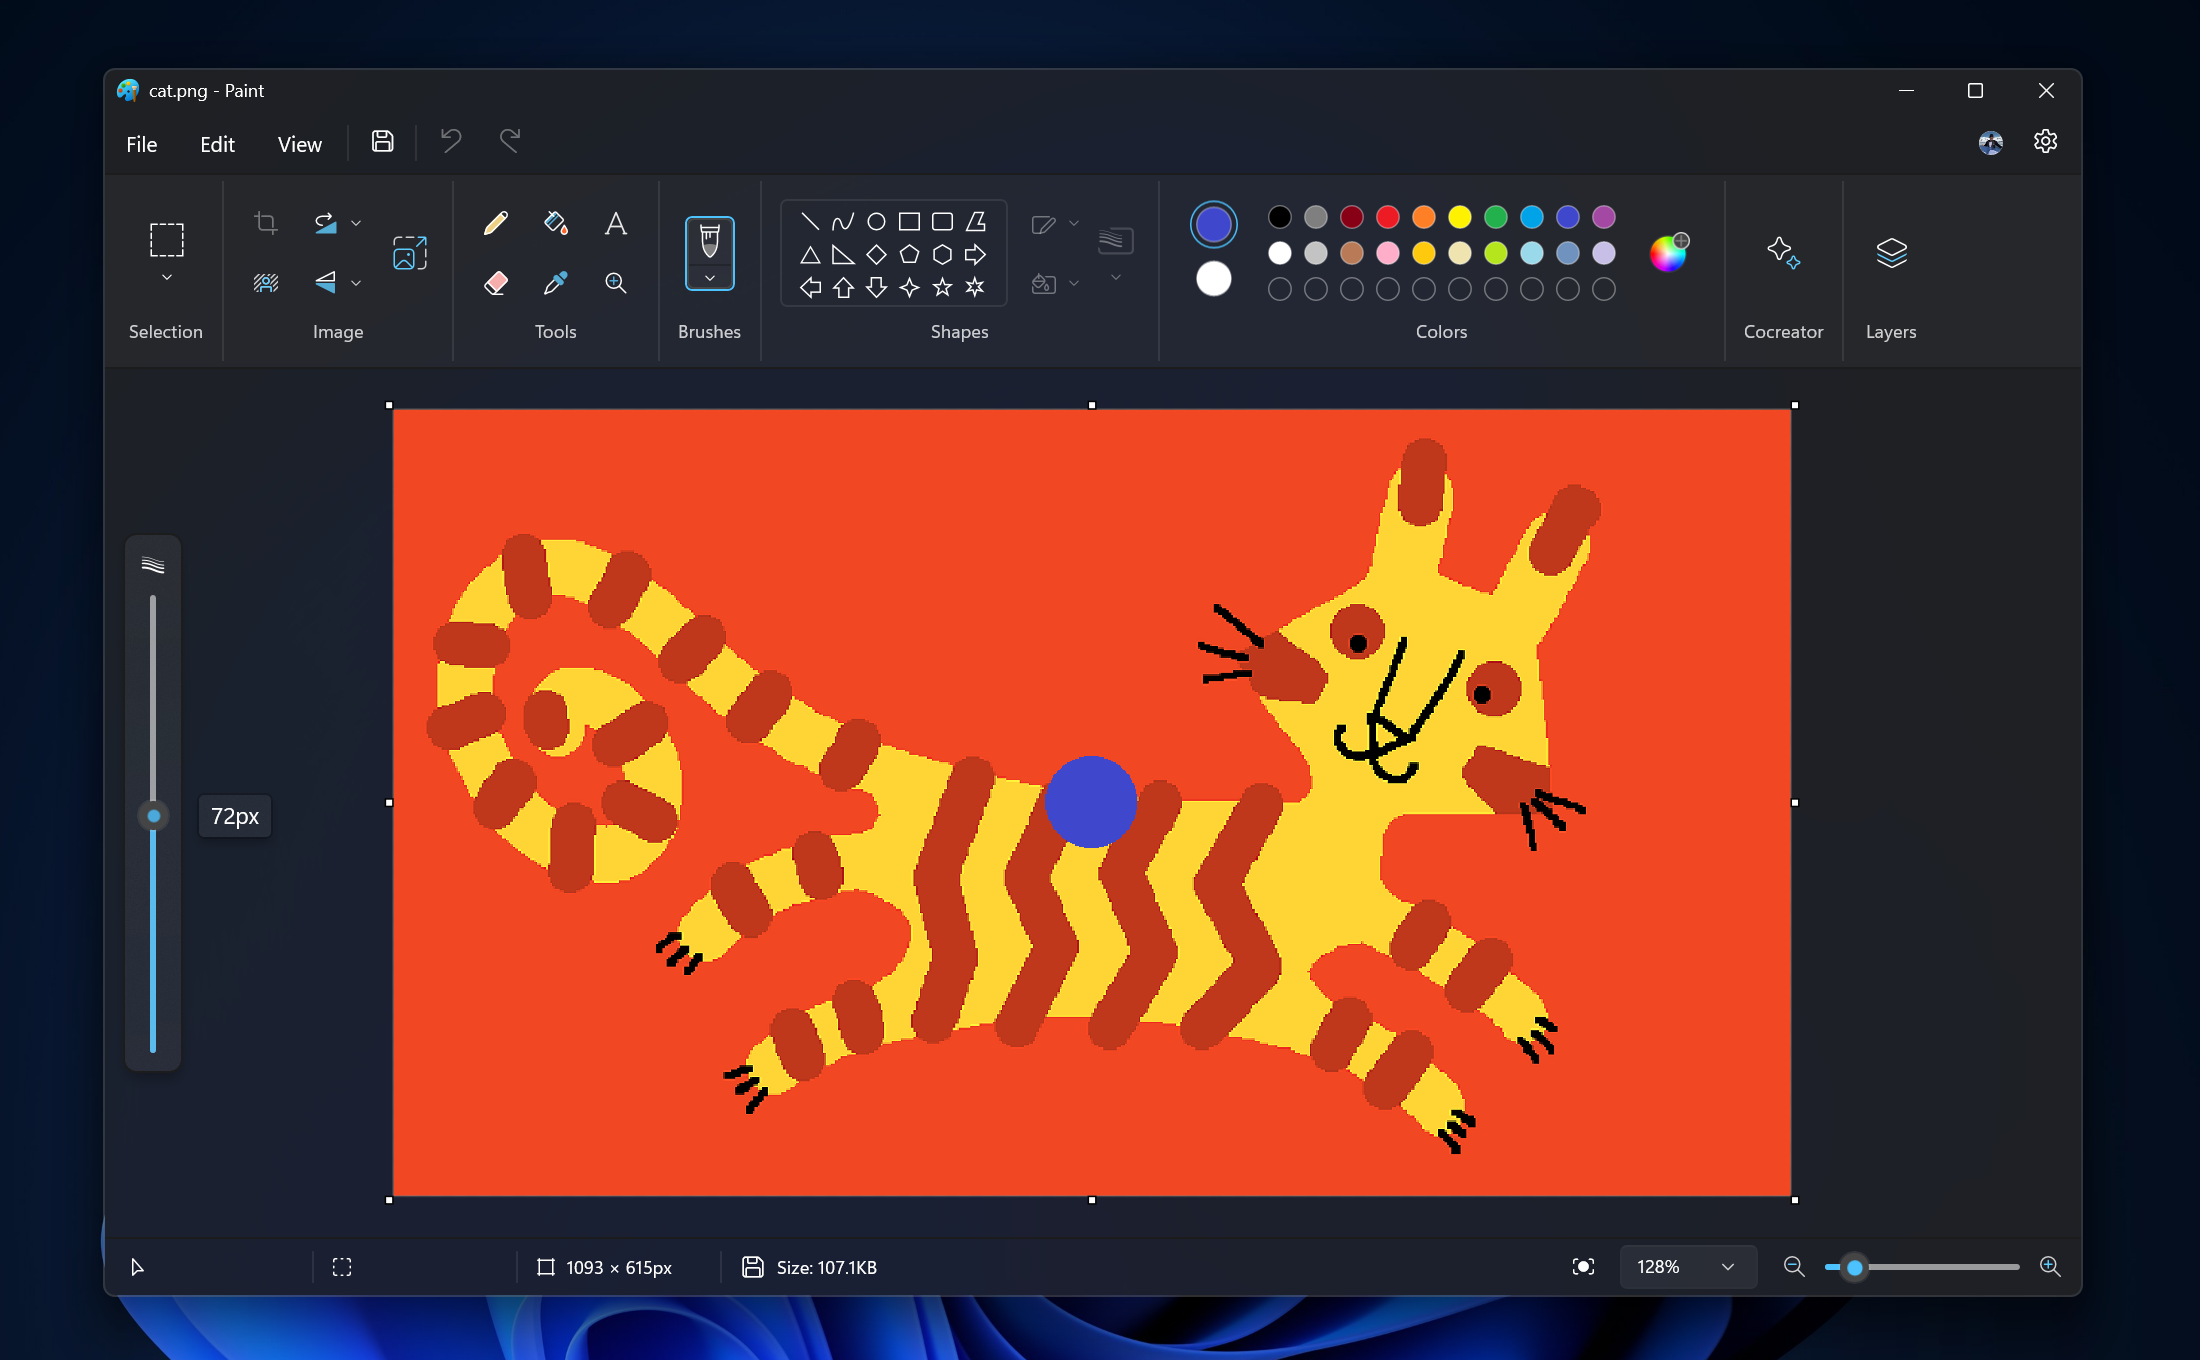 cat.png - Paint
File Edit View
Selection Image Tools Brushes Shapes Colors Cocreator Layers
72px
1093 × 615px Size: 107.1KB 128%